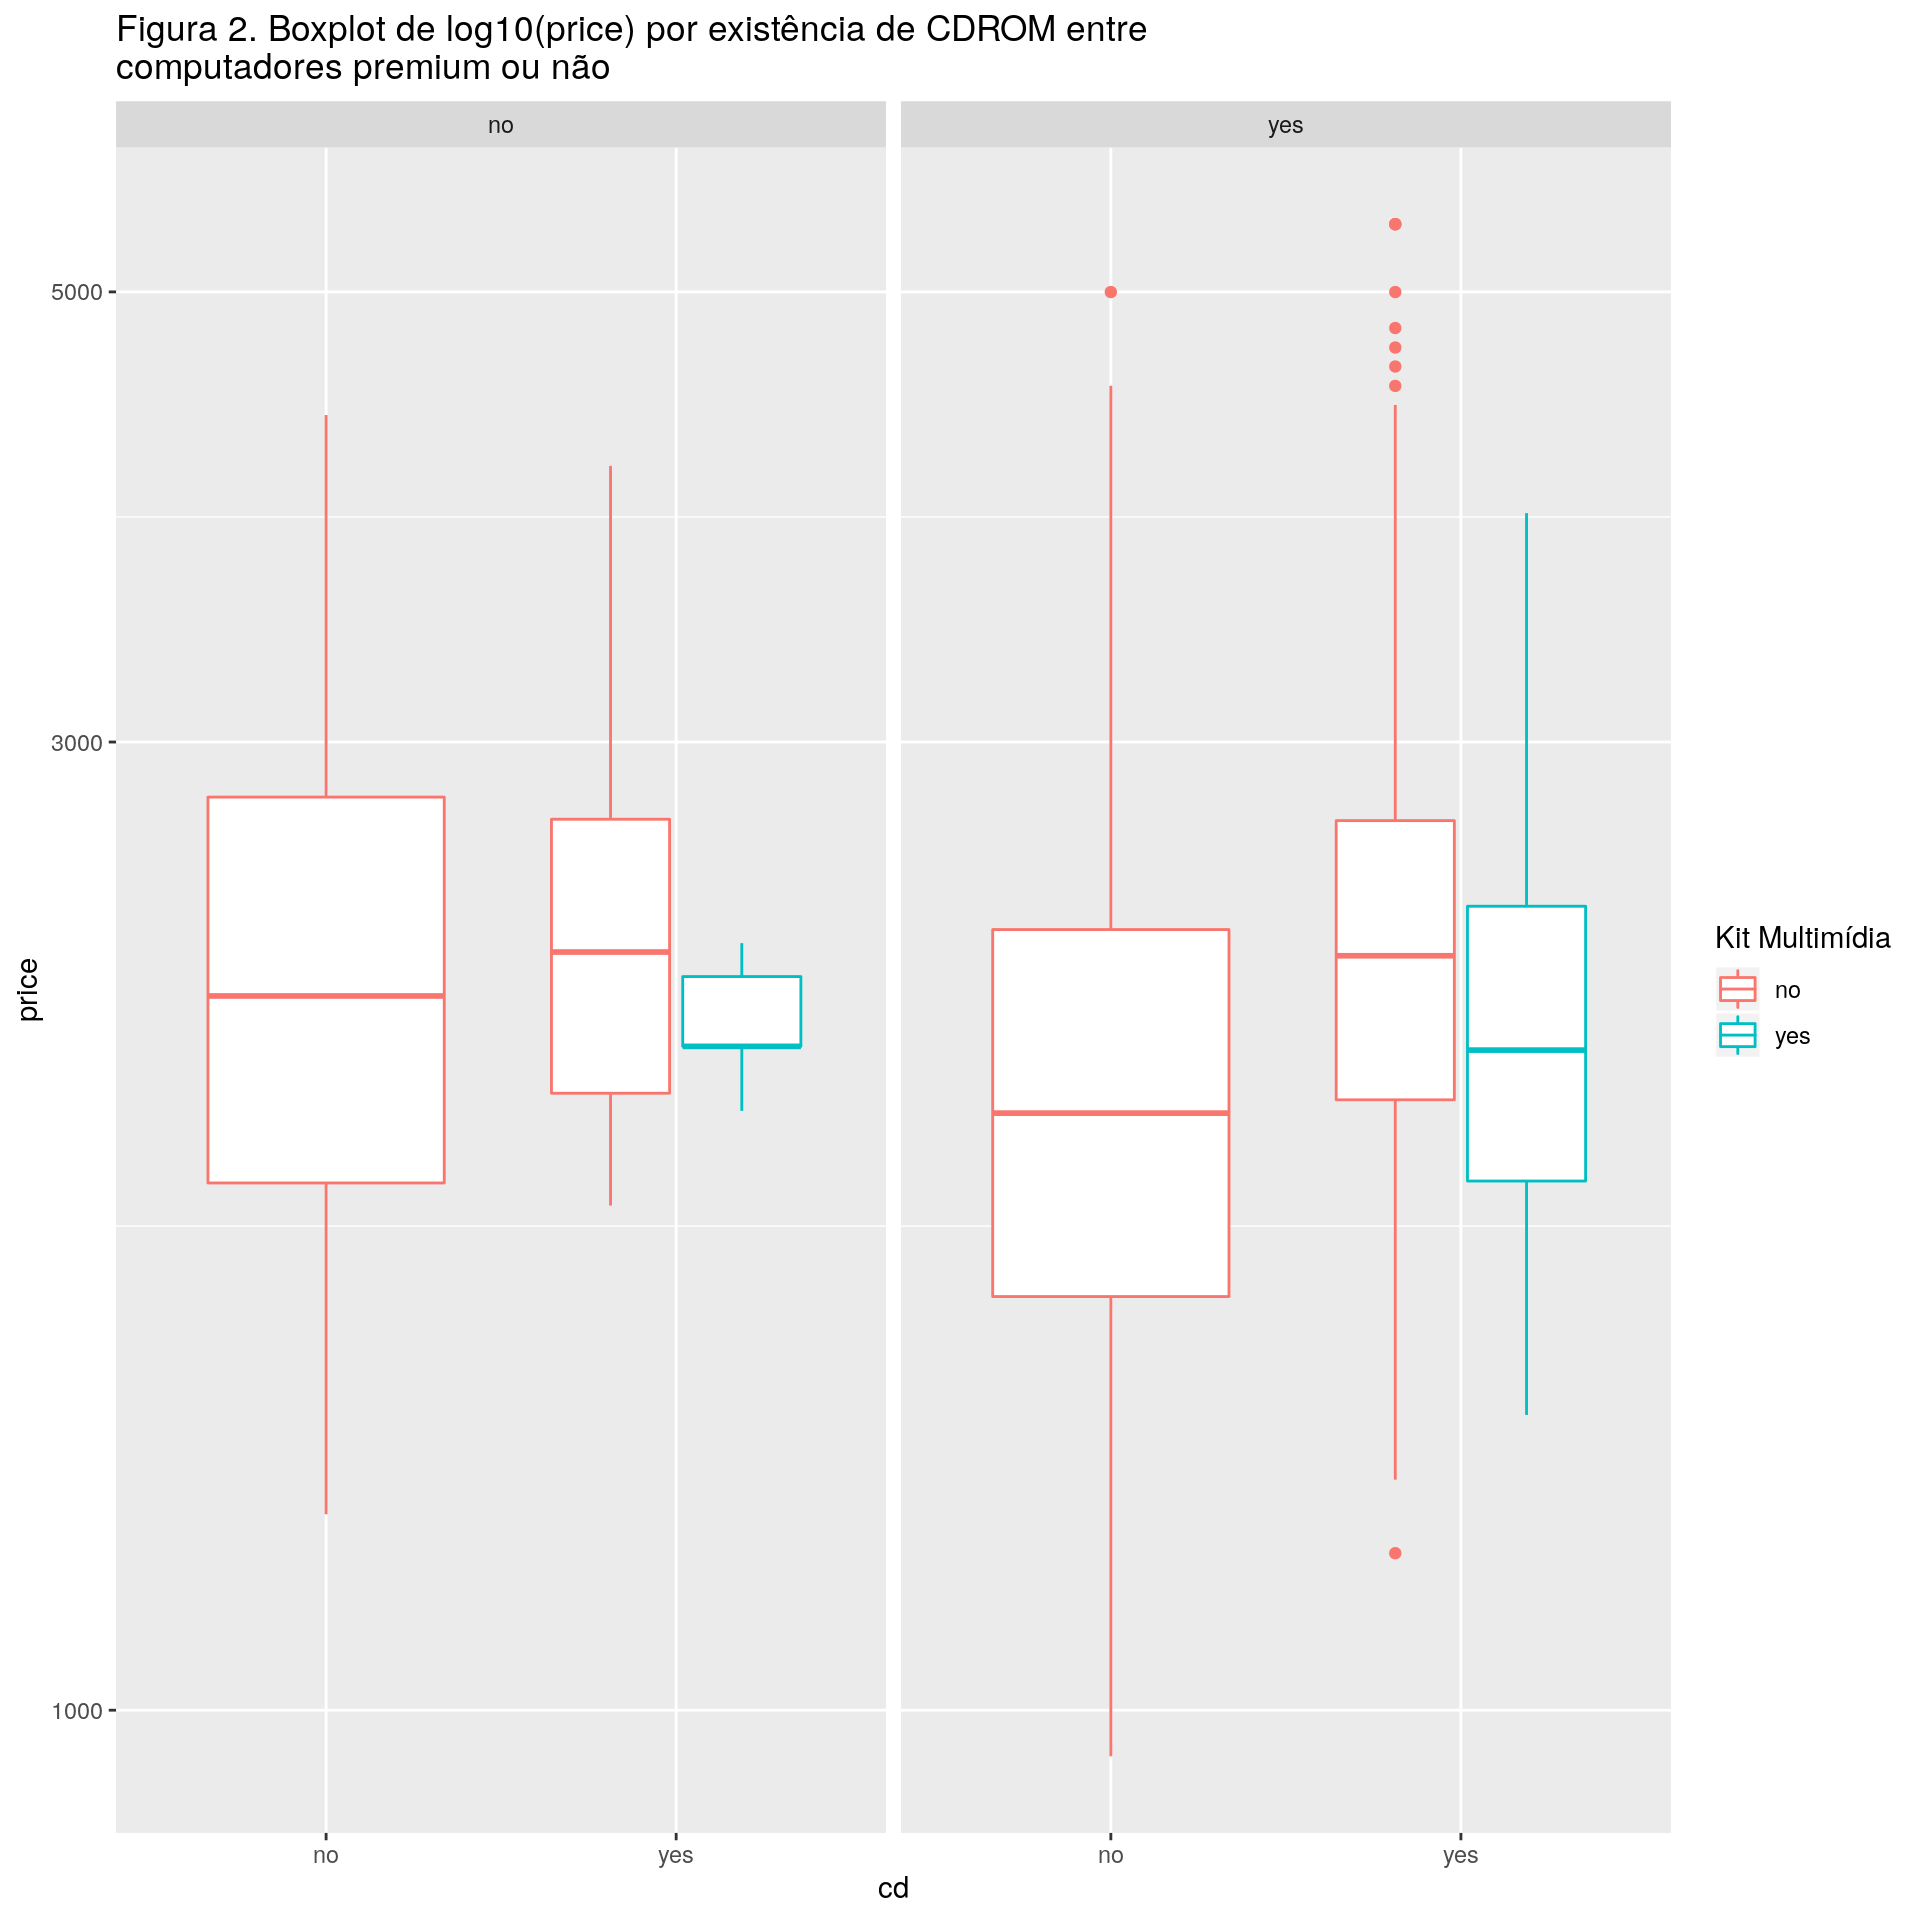 Figura 2. Boxplot de log10(price) por existência de CDROM entre
computadores premium ou não
no
yes
5000
3000
1000
price
no
yes
no
yes
cd
Kit Multimídia
no
yes